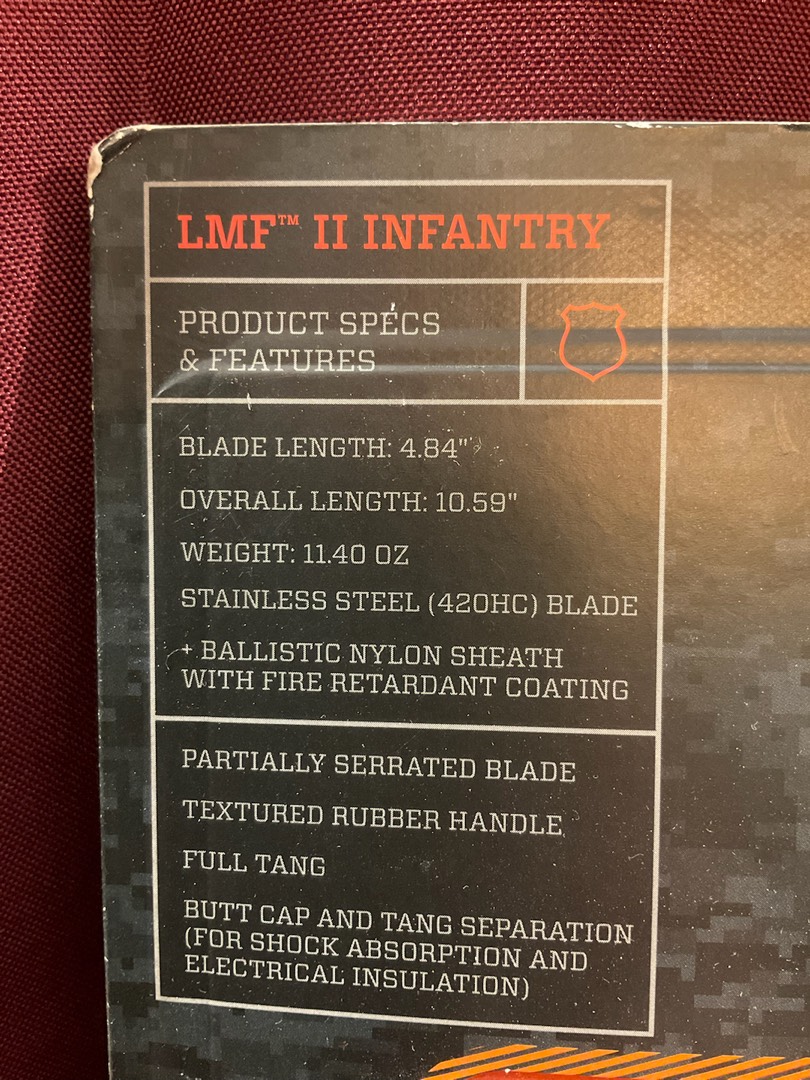 LMF™ II INFANTRY
PRODUCT SPECS
& FEATURES
BLADE LENGTH: 4.84"
OVERALL LENGTH: 10.59"
WEIGHT: 11.40 OZ
STAINLESS STEEL (420HC) BLADE
+ BALLISTIC NYLON SHEATH
WITH FIRE RETARDANT COATING
PARTIALLY SERRATED BLADE
TEXTURED RUBBER HANDLE
FULL TANG
BUTT CAP AND TANG SEPARATION
(FOR SHOCK ABSORPTION AND
ELECTRICAL INSULATION)